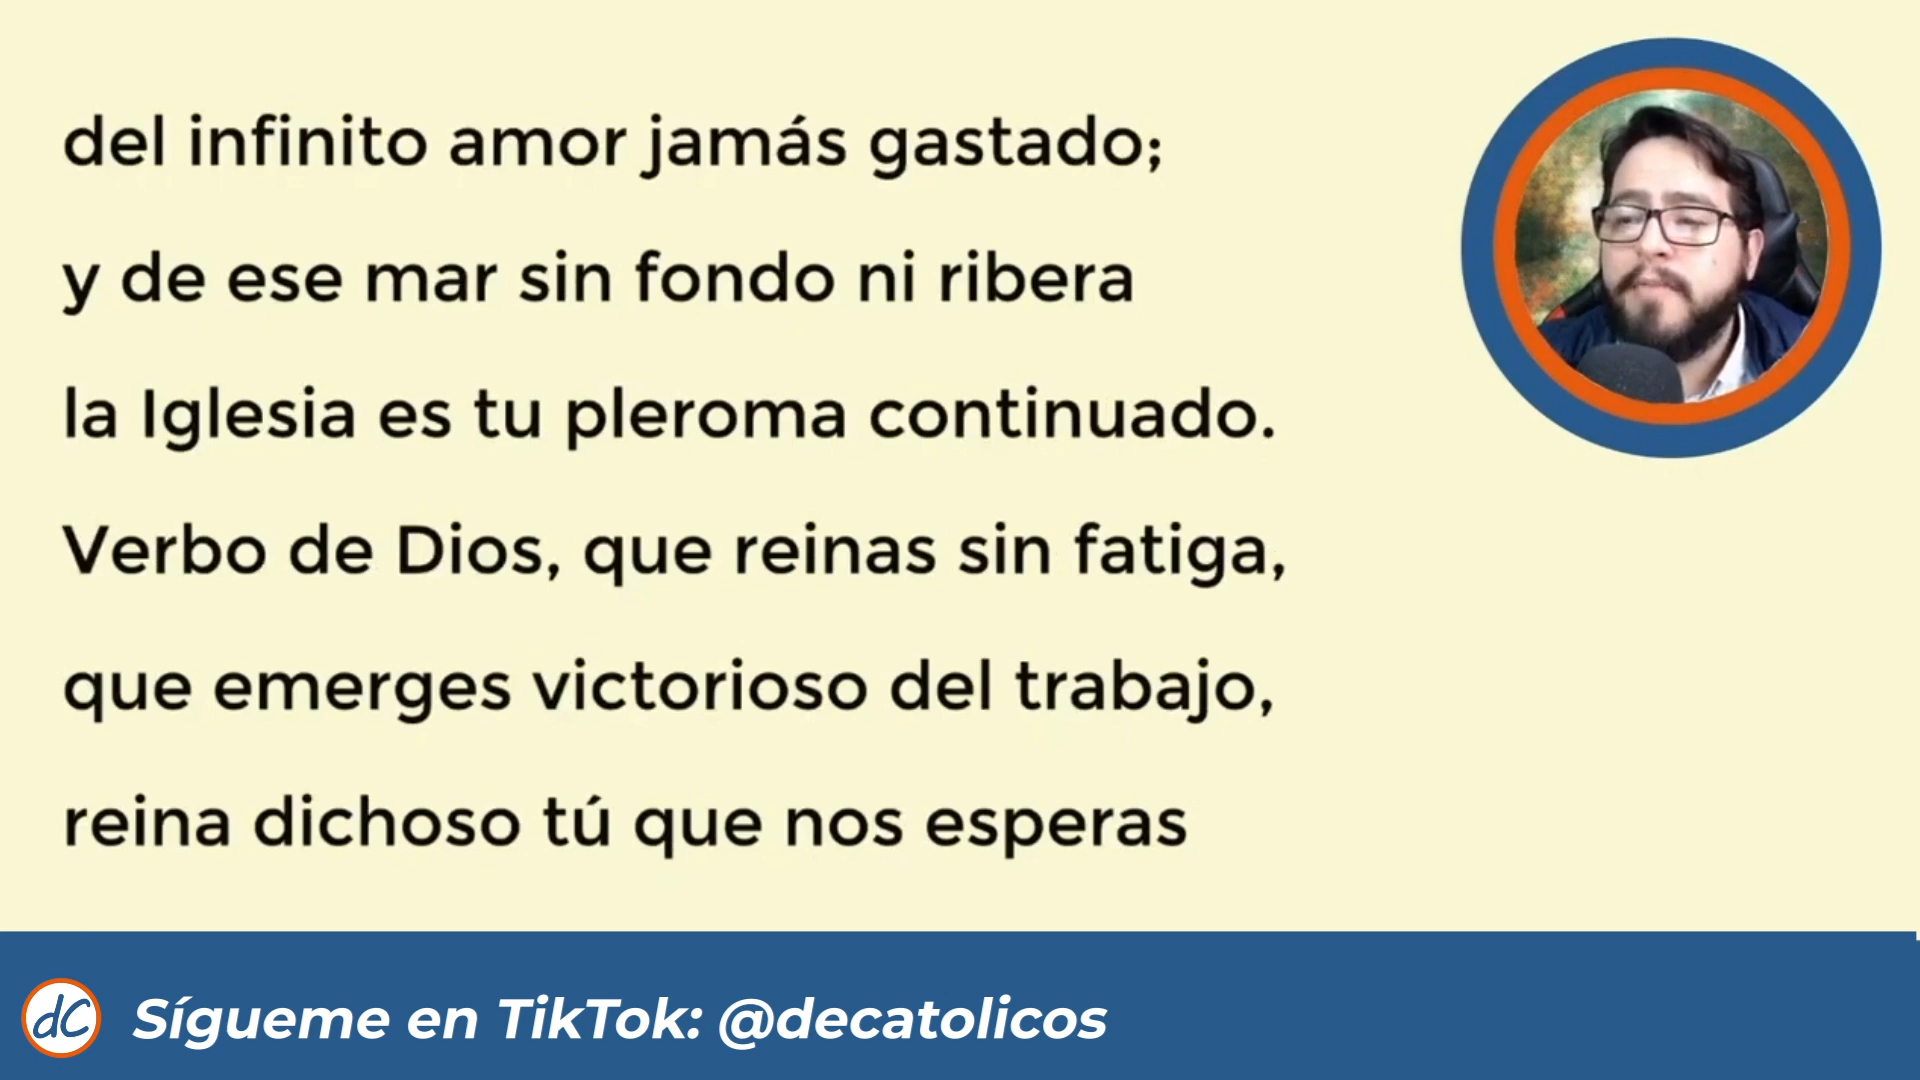 del infinito amor jamás gastado;
y de ese mar sin fondo ni ribera
la Iglesia es tu pleroma continuado.
Verbo de Dios, que reinas sin fatiga,
que emerges victorioso del trabajo,
reina dichoso tú que nos esperas
dC Sígueme en TikTok: @decatolicos